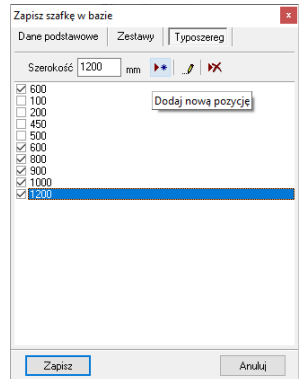 Zapisz szafkę w bazie
Dane podstawowe Zestawy Typoszereg
Szerokość 1200 mm
Dodaj nową pozycję
600
100
200
450
500
600
800
900
1000
1200
Zapisz Anuluj